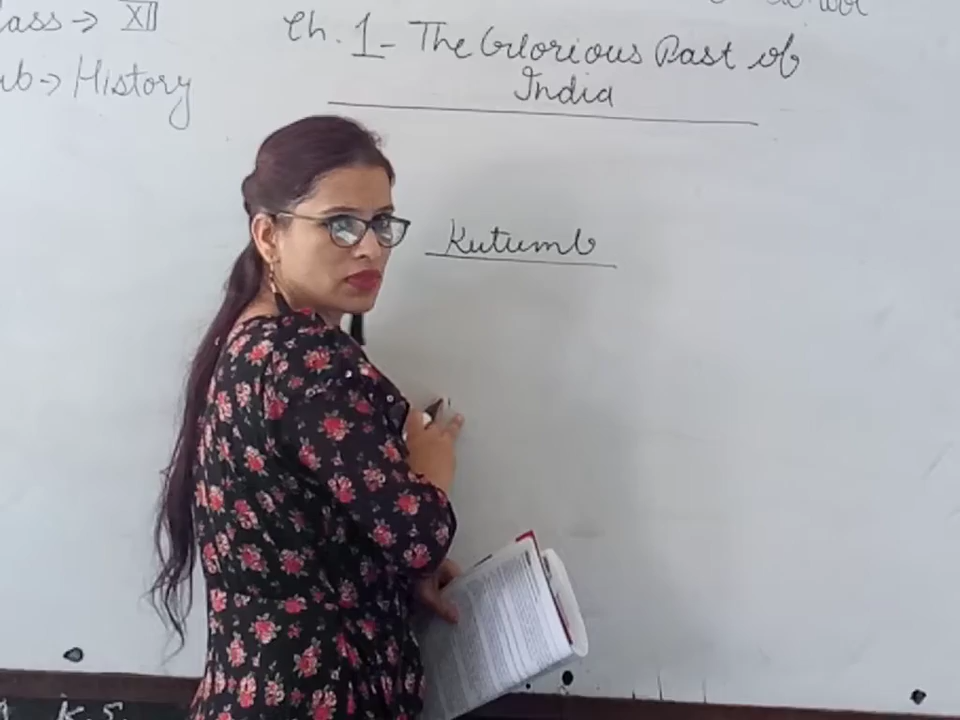 Class → XII
Sub → History
Ch. 1- The Glorious Past of
India
Kutumb
K.S.